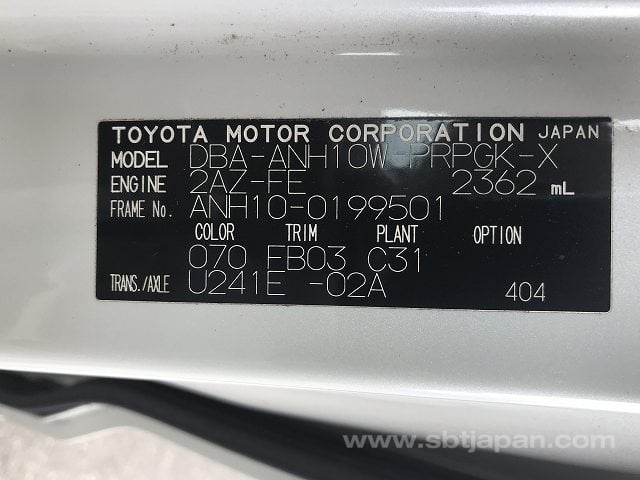 TOYOTA MOTOR CORPORATION JAPAN
MODEL DBA-ANH10W-PRPGK-X
ENGINE 2AZ-FE 2362 mL
FRAME No. ANH10-0199501
COLOR TRIM PLANT OPTION
070 FB03 C31
TRANS./AXLE U241E -02A 404
www.sbtjapan.com